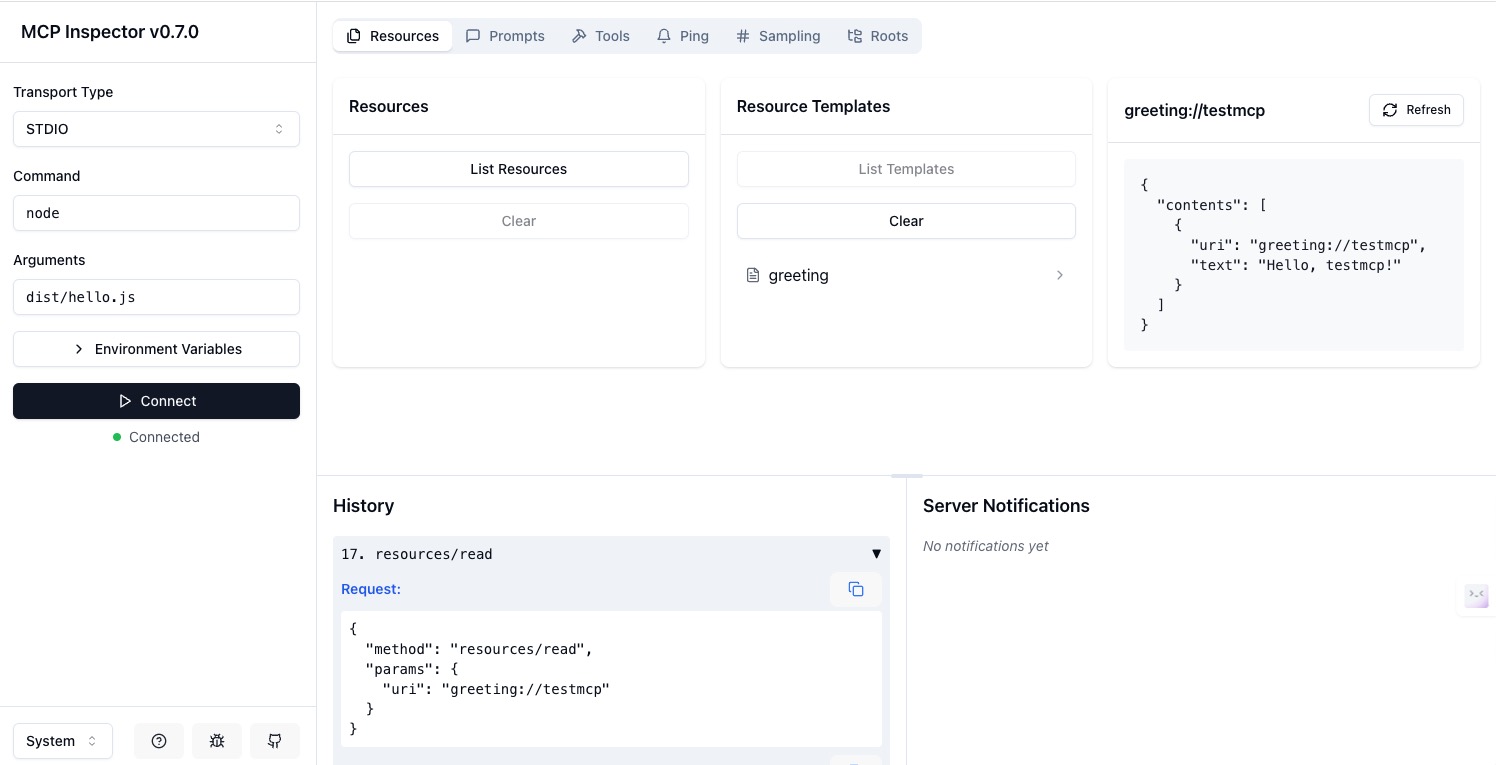 MCP Inspector v0.7.0
Transport Type
STDIO
Command
node
Arguments
dist/hello.js
Environment Variables
Connect
Connected
System
Resources
Prompts
Tools
Ping
Sampling
Roots
Resources
List Resources
Clear
Resource Templates
List Templates
Clear
greeting
greeting://testmcp
Refresh
{
  "contents": [
    {
      "uri": "greeting://testmcp",
      "text": "Hello, testmcp!"
    }
  ]
}
History
17. resources/read
Request:
{
  "method": "resources/read",
  "params": {
    "uri": "greeting://testmcp"
  }
}
Server Notifications
No notifications yet